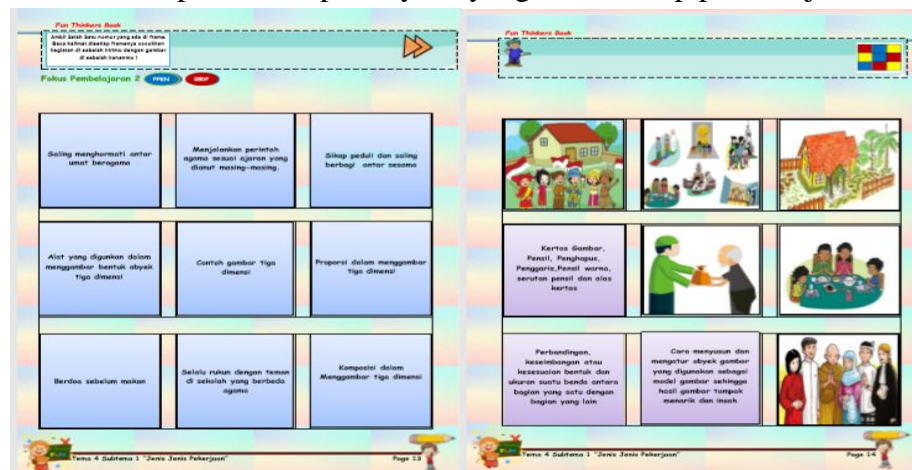 Fun Thinkers Book
Ambil Salah Satu nomor yang ada di frame.
Baca kalimat disetiap framenya cocokkan
bagian di sebelah kirimu dengan gambar
di sebelah kananmu !
Fokus Pembelajaran 2
PPKN
SBDP
Saling menghormati antar
umat beragama
Menjalankan perintah
agama sesuai ajaran yang
dianut masing-masing.
Sikap peduli dan saling
berbagi antar sesama
Alat yang digunkan dalam
menggambar bentuk obyek
tiga dimensi
Contoh gambar tiga
dimensi
Proporsi dalam menggambar
tiga dimensi
Berdoa sebelum makan
Selalu rukun dengan teman
di sekolah yang berbeda
agama
Komposisi dalam
Menggambar tiga dimensi
Tema 4 Subtema 1 "Jenis Jenis Pekerjaan"
Page 13
Fun Thinkers Book
Kertas Gambar,
Pensil, Penghapus,
Penggaris,Pensil warna,
serutan pensil dan alas
kertas
Perbandingan,
keseimbangan atau
kesesuaian bentuk dan
ukuran suatu benda antara
bagian yang satu dengan
bagian yang lain
Cara menyusun dan
mengatur obyek gambar
yang digunakan sebagai
model gambar sehingga
hasil gambar tampak
menarik dan indah
Tema 4 Subtema 1 "Jenis Jenis Pekerjaan"
Page 14